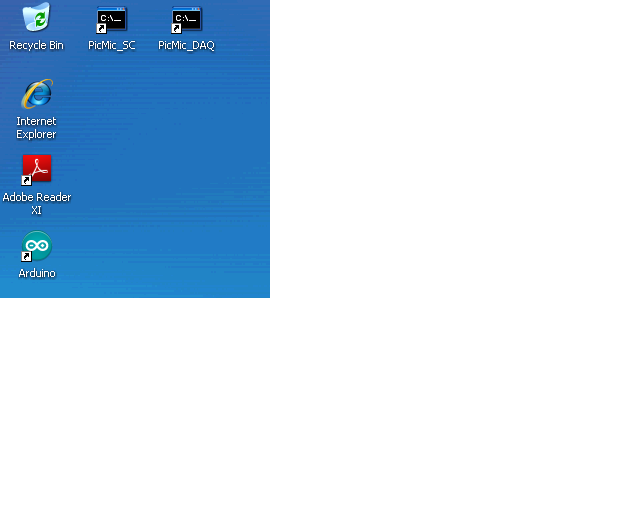 Recycle Bin
PicMic_SC
PicMic_DAQ
C:\_
C:\_
Internet
Explorer
Adobe Reader
XI
Arduino